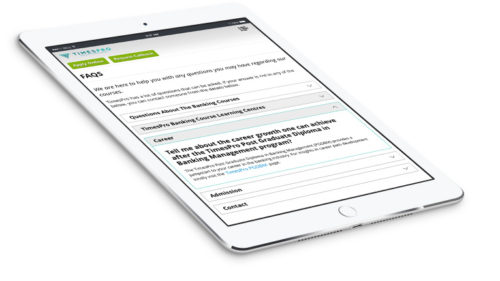 TIMESPRO
Apply Online
Request Callback
FAQS
We are here to help you with any questions you may have regarding our
courses.
TimesPro has a lot of questions that can be asked, if your answer is not in any of the
below, you can contact someone from the details below.
Questions About The Banking Courses
TimesPro Banking Course Learning Centres
Career
Tell me about the career growth one can achieve
after the TimesPro Post Graduate Diploma in
Banking Management program?
The TimesPro Post Graduate Diploma in Banking Management (PGDBM) provides a
jumpstart to your career in the banking industry. For insights in career path development
kindly visit the TimesPro PGDBM page.
Admission
Contact